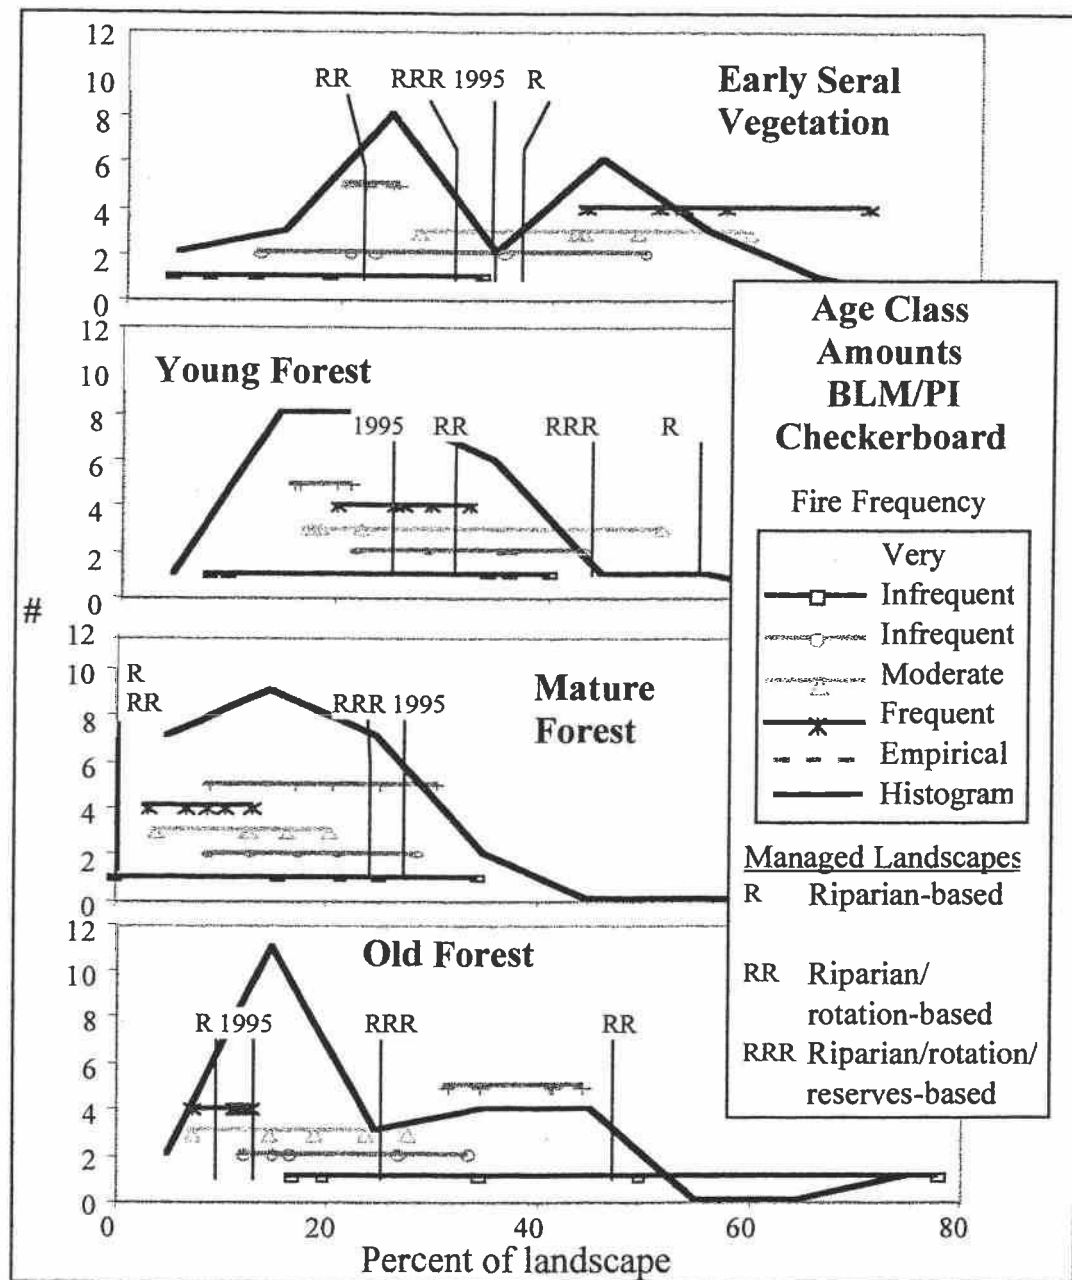 12
10
8
6
4
2
0
RR RRR 1995 R
Early Seral
Vegetation
12
10
8
6
4
2
0
Young Forest
1995 RR RRR R
#
12
10
8
6
4
2
0
R
RR
RRR 1995
Mature
Forest
12
10
8
6
4
2
0
Old Forest
R 1995 RRR RR
0 20 40 60 80
Percent of landscape
Age Class
Amounts
BLM/PI
Checkerboard
Fire Frequency
Very
Infrequent
Infrequent
Moderate
Frequent
Empirical
Histogram
Managed Landscapes
R Riparian-based
RR Riparian/
rotation-based
RRR Riparian/rotation/
reserves-based